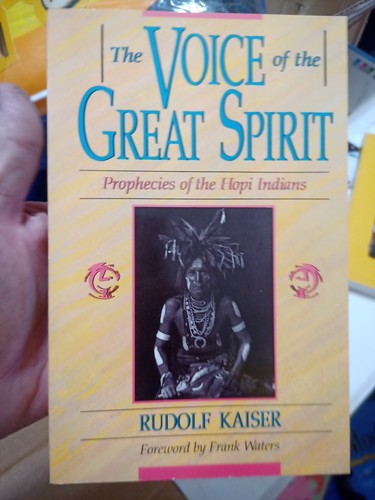 The VOICE of the
GREAT SPIRIT
Prophecies of the Hopi Indians
RUDOLF KAISER
Foreword by Frank Waters